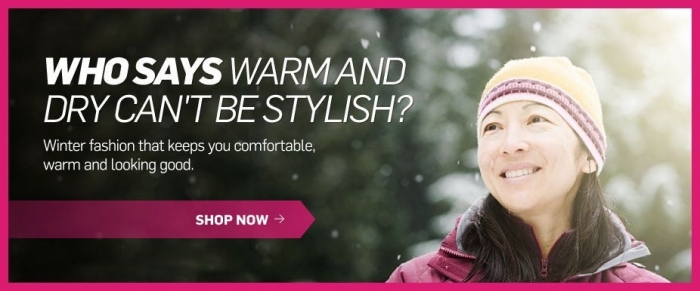 WHO SAYS WARM AND
DRY CAN'T BE STYLISH?
Winter fashion that keeps you comfortable,
warm and looking good.
SHOP NOW →